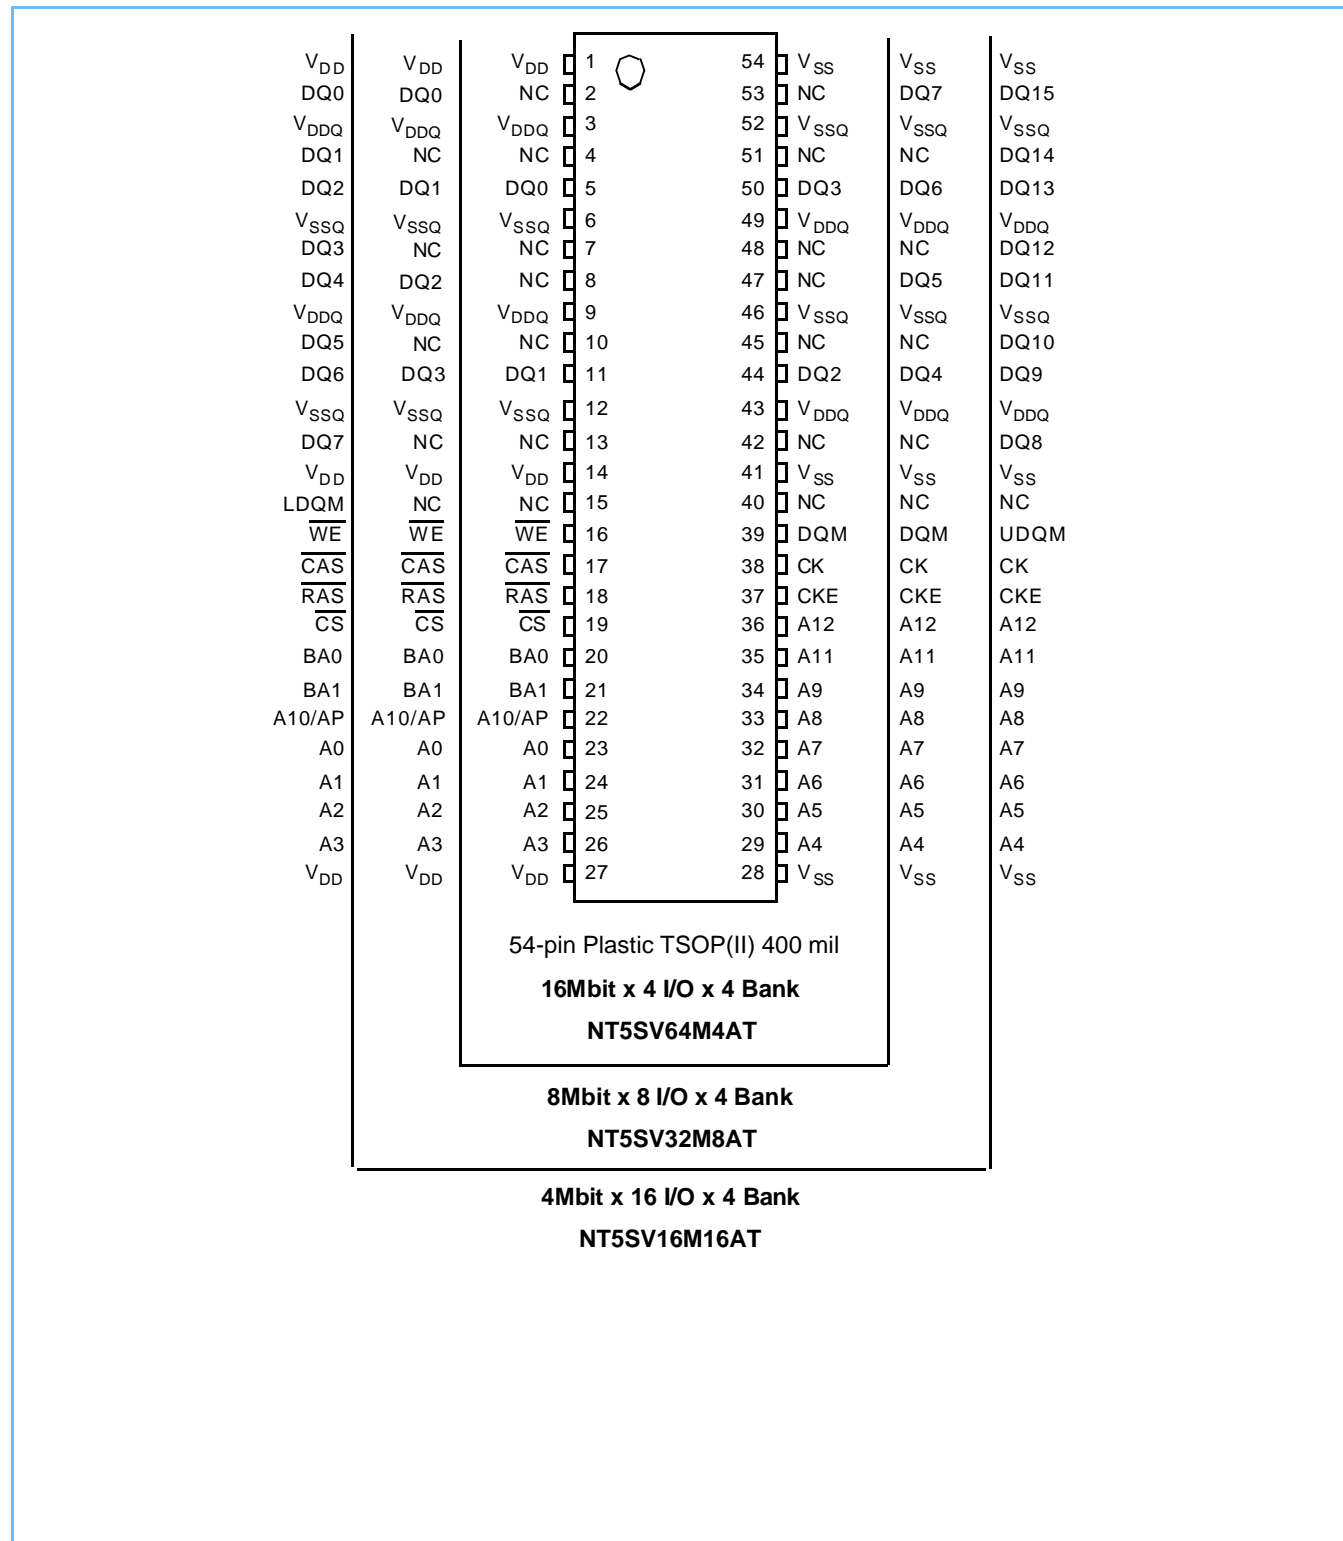 VDD VDD VDD 1 54 VSS VSS VSS
DQ0 DQ0 NC 2 53 NC DQ7 DQ15
VDDQ VDDQ VDDQ 3 52 VSSQ VSSQ VSSQ
DQ1 NC NC 4 51 NC NC DQ14
DQ2 DQ1 DQ0 5 50 DQ3 DQ6 DQ13
VSSQ VSSQ VSSQ 6 49 VDDQ VDDQ VDDQ
DQ3 NC NC 7 48 NC NC DQ12
DQ4 DQ2 NC 8 47 NC DQ5 DQ11
VDDQ VDDQ VDDQ 9 46 VSSQ VSSQ VSSQ
DQ5 NC NC 10 45 NC NC DQ10
DQ6 DQ3 DQ1 11 44 DQ2 DQ4 DQ9
VSSQ VSSQ VSSQ 12 43 VDDQ VDDQ VDDQ
DQ7 NC NC 13 42 NC NC DQ8
VDD VDD VDD 14 41 VSS VSS VSS
LDQM NC NC 15 40 NC NC NC
WE WE WE 16 39 DQM DQM UDQM
CAS CAS CAS 17 38 CK CK CK
RAS RAS RAS 18 37 CKE CKE CKE
CS CS CS 19 36 A12 A12 A12
BA0 BA0 BA0 20 35 A11 A11 A11
BA1 BA1 BA1 21 34 A9 A9 A9
A10/AP A10/AP A10/AP 22 33 A8 A8 A8
A0 A0 A0 23 32 A7 A7 A7
A1 A1 A1 24 31 A6 A6 A6
A2 A2 A2 25 30 A5 A5 A5
A3 A3 A3 26 29 A4 A4 A4
VDD VDD VDD 27 28 VSS VSS VSS
54-pin Plastic TSOP(II) 400 mil
16Mbit x 4 I/O x 4 Bank
NT5SV64M4AT
8Mbit x 8 I/O x 4 Bank
NT5SV32M8AT
4Mbit x 16 I/O x 4 Bank
NT5SV16M16AT